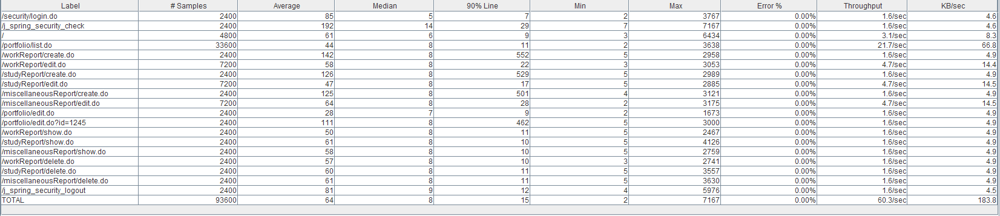 Label # Samples Average Median 90% Line Min Max Error % Throughput KB/sec
/security/login.do 2400 85 5 7 2 3767 0.00% 1.6/sec 4.6
/j_spring_security_check 2400 192 14 29 7 7167 0.00% 1.6/sec 4.6
/ 4800 61 6 9 3 6434 0.00% 3.1/sec 8.3
/portfolio/list.do 33600 44 8 11 2 3638 0.00% 21.7/sec 66.8
/workReport/create.do 2400 142 8 552 5 2958 0.00% 1.6/sec 4.9
/workReport/edit.do 7200 58 8 22 3 3053 0.00% 4.7/sec 14.4
/studyReport/create.do 2400 126 8 529 5 2989 0.00% 1.6/sec 4.9
/studyReport/edit.do 7200 47 8 17 5 2885 0.00% 4.7/sec 14.5
/miscellaneousReport/create.do 2400 125 8 501 4 3121 0.00% 1.6/sec 4.9
/miscellaneousReport/edit.do 7200 64 8 28 2 3175 0.00% 4.7/sec 14.5
/portfolio/edit.do 2400 28 7 9 2 1673 0.00% 1.6/sec 4.9
/portfolio/edit.do?id=1245 2400 111 8 462 5 3000 0.00% 1.6/sec 4.9
/workReport/show.do 2400 50 8 11 5 2467 0.00% 1.6/sec 4.9
/studyReport/show.do 2400 61 8 10 5 4126 0.00% 1.6/sec 4.9
/miscellaneousReport/show.do 2400 58 8 10 5 2759 0.00% 1.6/sec 4.9
/workReport/delete.do 2400 57 8 10 3 2741 0.00% 1.6/sec 4.9
/studyReport/delete.do 2400 60 8 11 5 3557 0.00% 1.6/sec 4.9
/miscellaneousReport/delete.do 2400 61 8 11 5 3630 0.00% 1.6/sec 4.9
/j_spring_security_logout 2400 81 9 12 4 5976 0.00% 1.6/sec 4.5
TOTAL 93600 64 8 15 2 7167 0.00% 60.3/sec 183.8